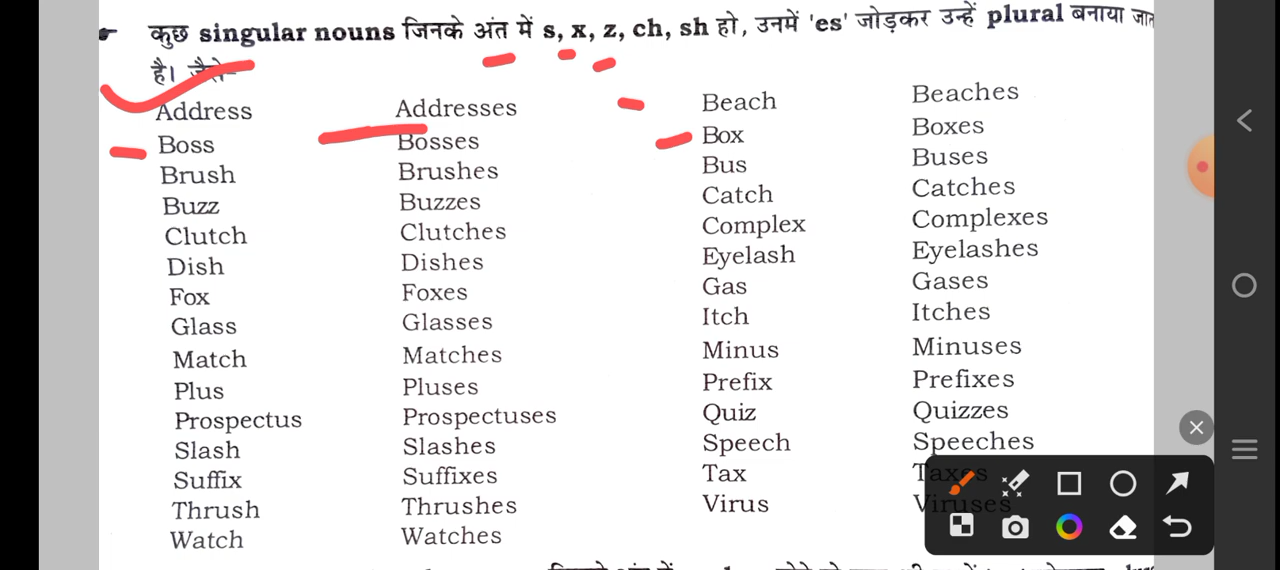 कुछ singular nouns जिनके अंत में s, x, z, ch, sh हो, उनमें 'es' जोड़कर उन्हें plural बनाया जात
है। जैसे–
Address Addresses Beach Beaches
Boss Bosses Box Boxes
Brush Brushes Bus Buses
Buzz Buzzes Catch Catches
Clutch Clutches Complex Complexes
Dish Dishes Eyelash Eyelashes
Fox Foxes Gas Gases
Glass Glasses Itch Itches
Match Matches Minus Minuses
Plus Pluses Prefix Prefixes
Prospectus Prospectuses Quiz Quizzes
Slash Slashes Speech Speeches
Suffix Suffixes Tax Taxes
Thrush Thrushes Virus Viruses
Watch Watches